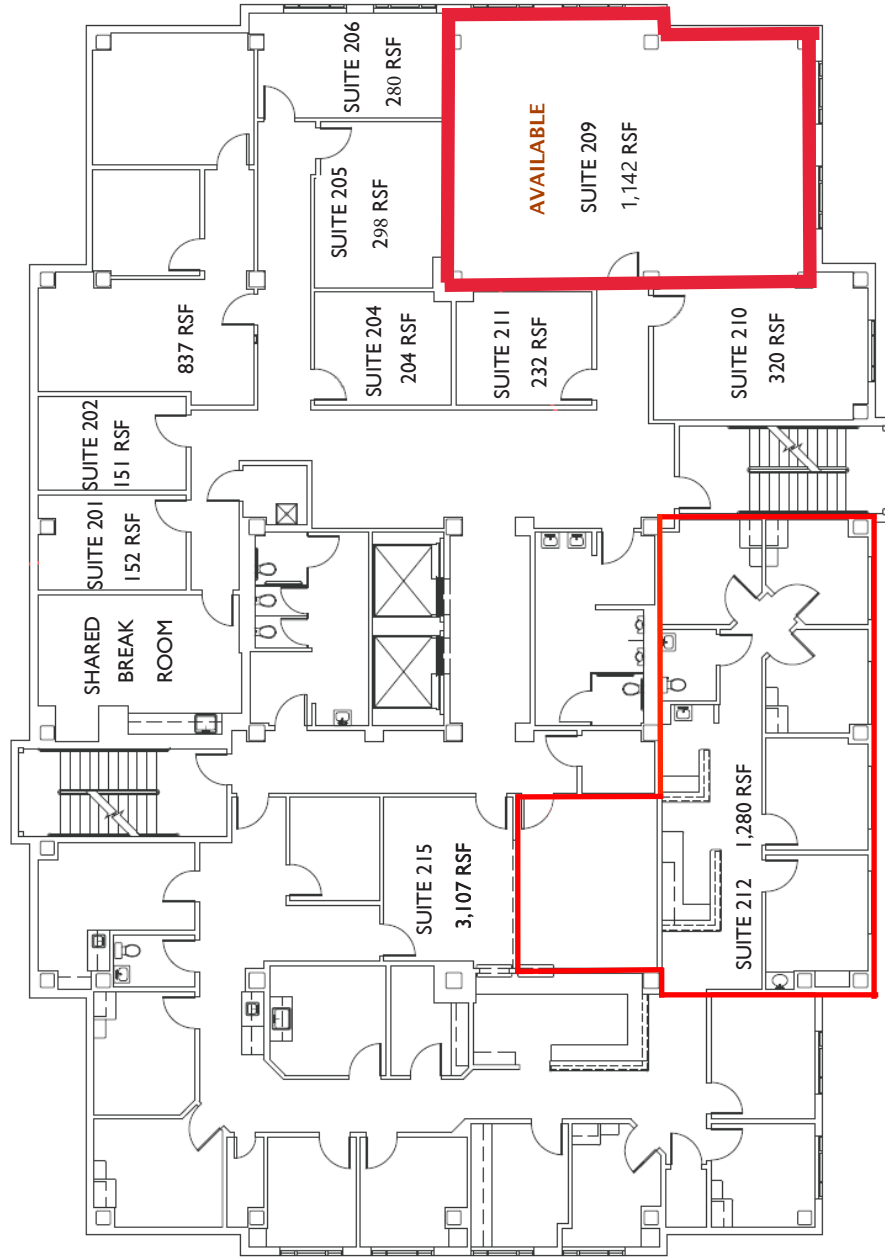 SUITE 206
280 RSF
SUITE 205
298 RSF
AVAILABLE
SUITE 209
1,142 RSF
837 RSF
SUITE 204
204 RSF
SUITE 211
232 RSF
SUITE 210
320 RSF
SUITE 202
151 RSF
SUITE 201
152 RSF
SHARED
BREAK
ROOM
SUITE 215
3,107 RSF
SUITE 212
1,280 RSF